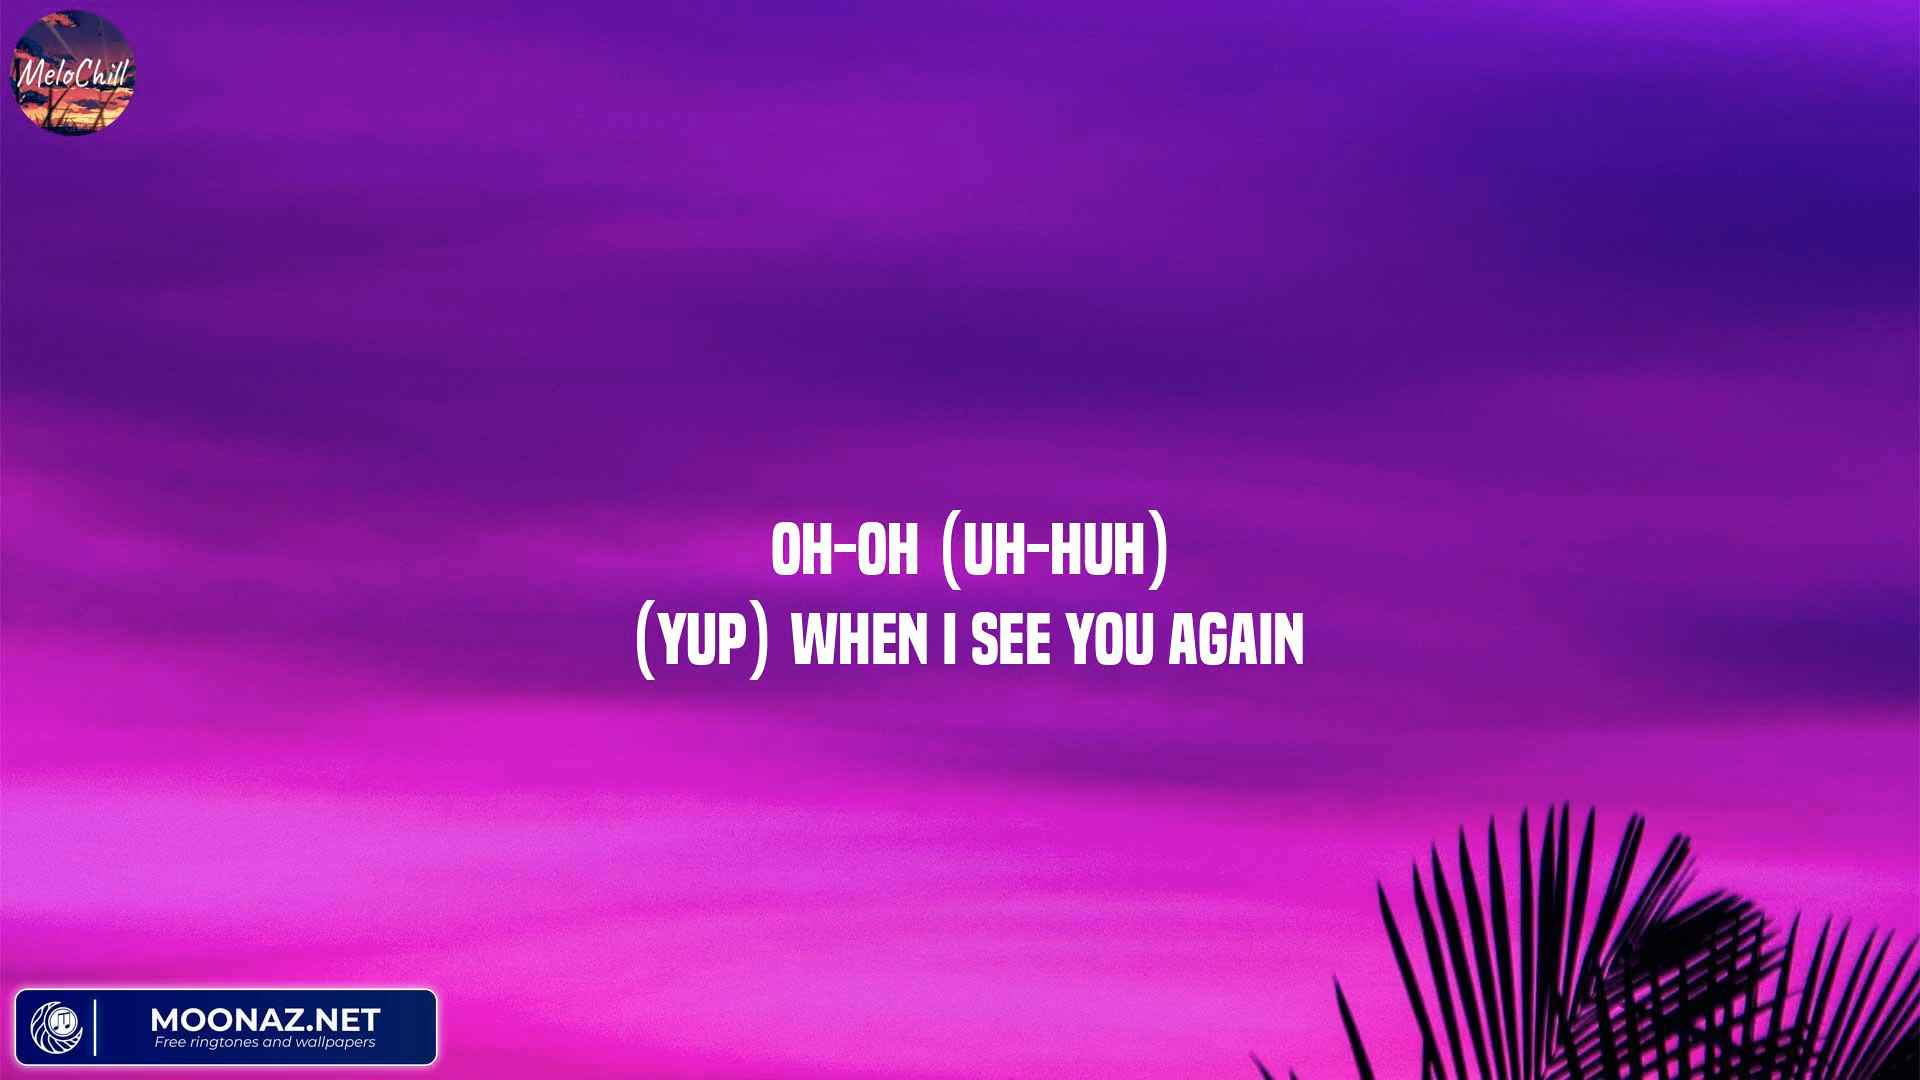 MeloChill
OH-OH (UH-HUH)
(YUP) WHEN I SEE YOU AGAIN
MOONAZ.NET
Free ringtones and wallpapers